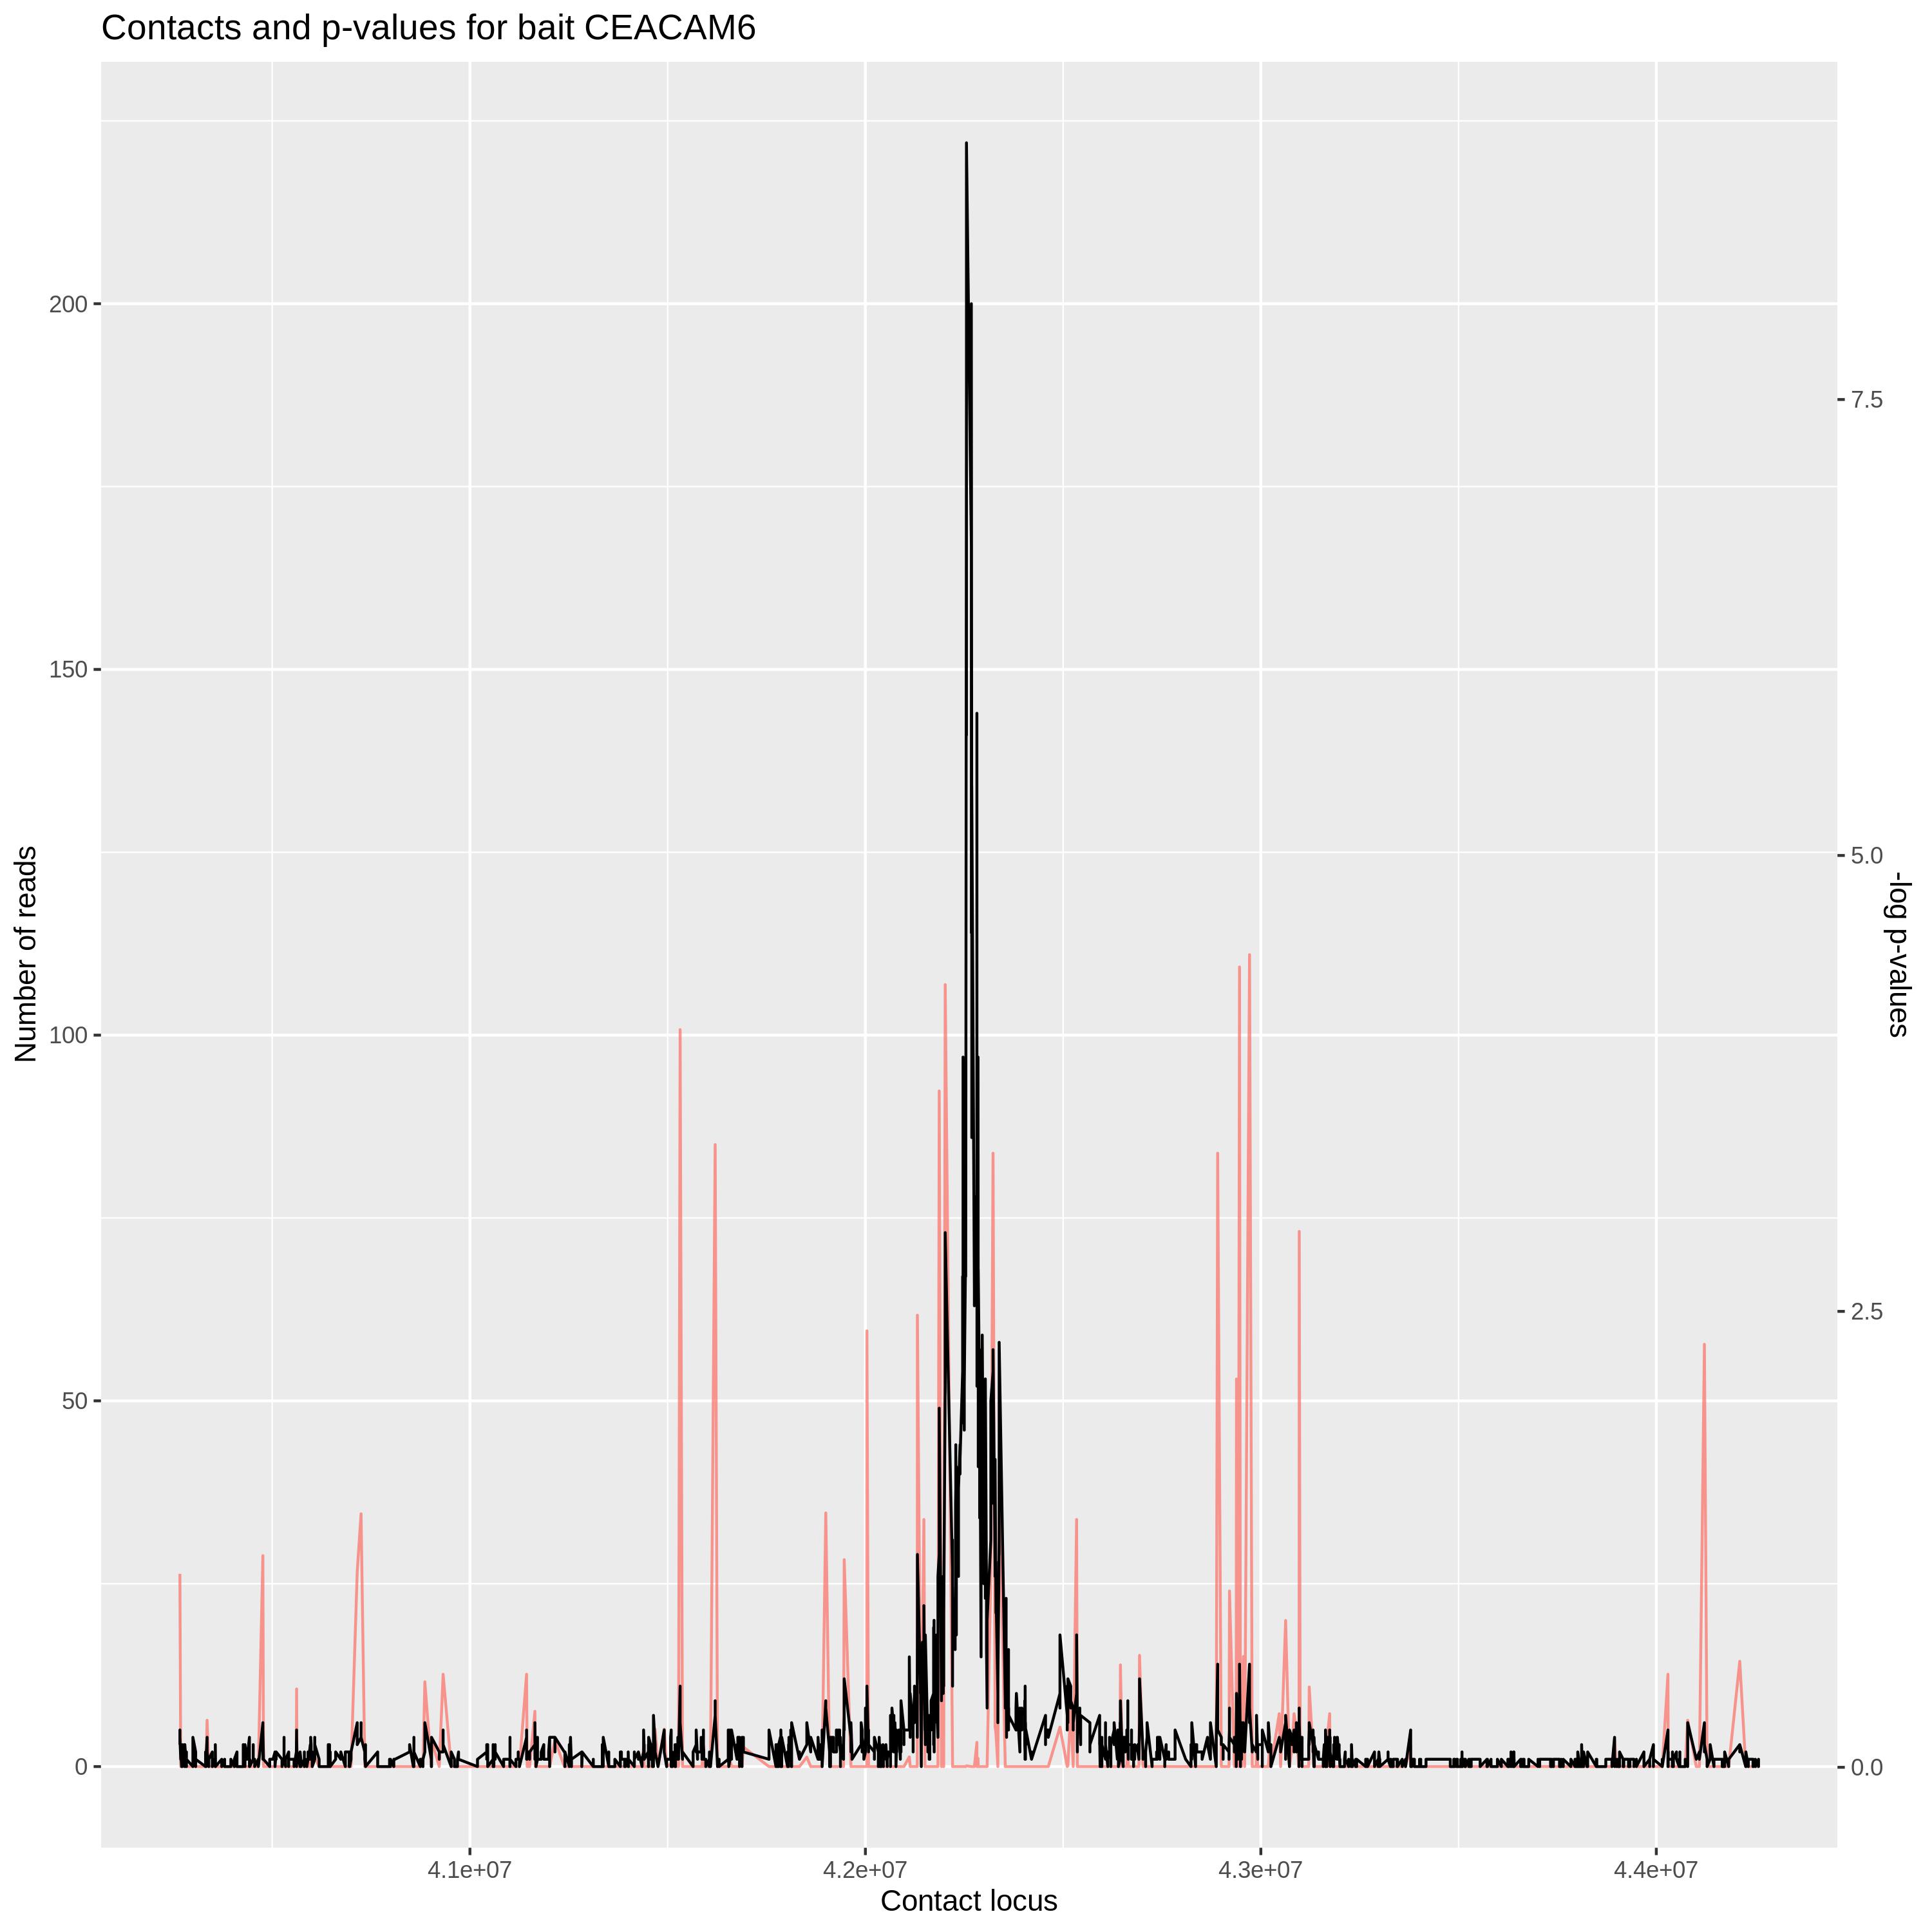 Contacts and p-values for bait CEACAM6
Number of reads
200
150
100
50
0
7.5
5.0
2.5
0.0
-log p-values
4.1e+07
4.2e+07
4.3e+07
4.4e+07
Contact locus